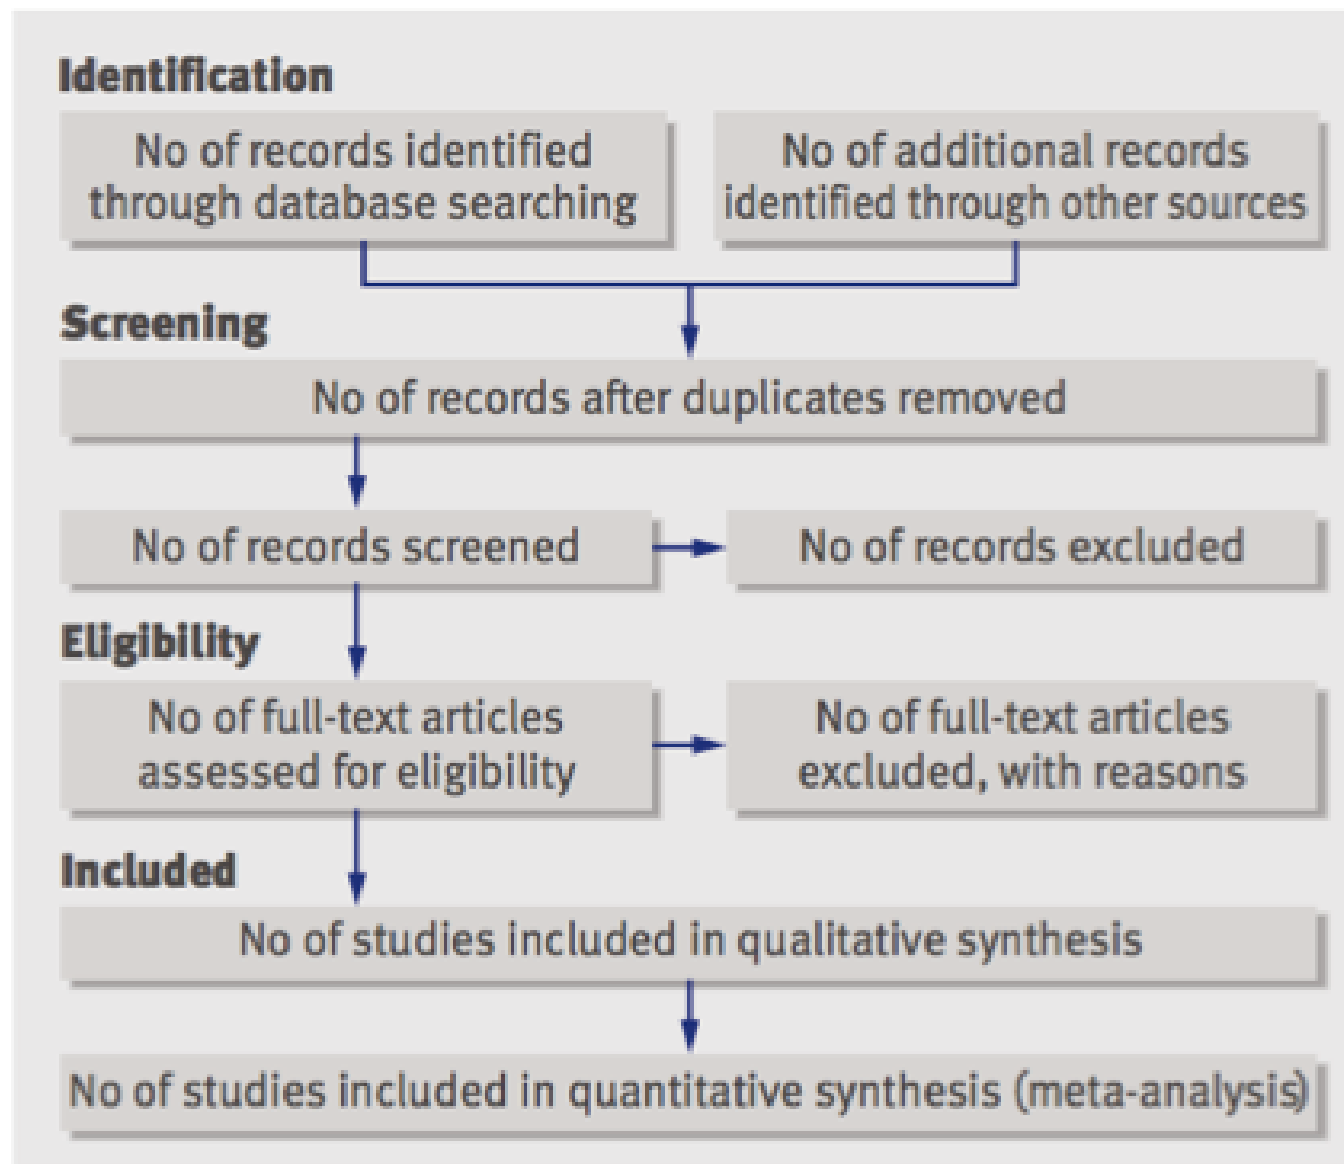 Identification
No of records identified
through database searching
No of additional records
identified through other sources
Screening
No of records after duplicates removed
No of records screened
No of records excluded
Eligibility
No of full-text articles
assessed for eligibility
No of full-text articles
excluded, with reasons
Included
No of studies included in qualitative synthesis
No of studies included in quantitative synthesis (meta-analysis)